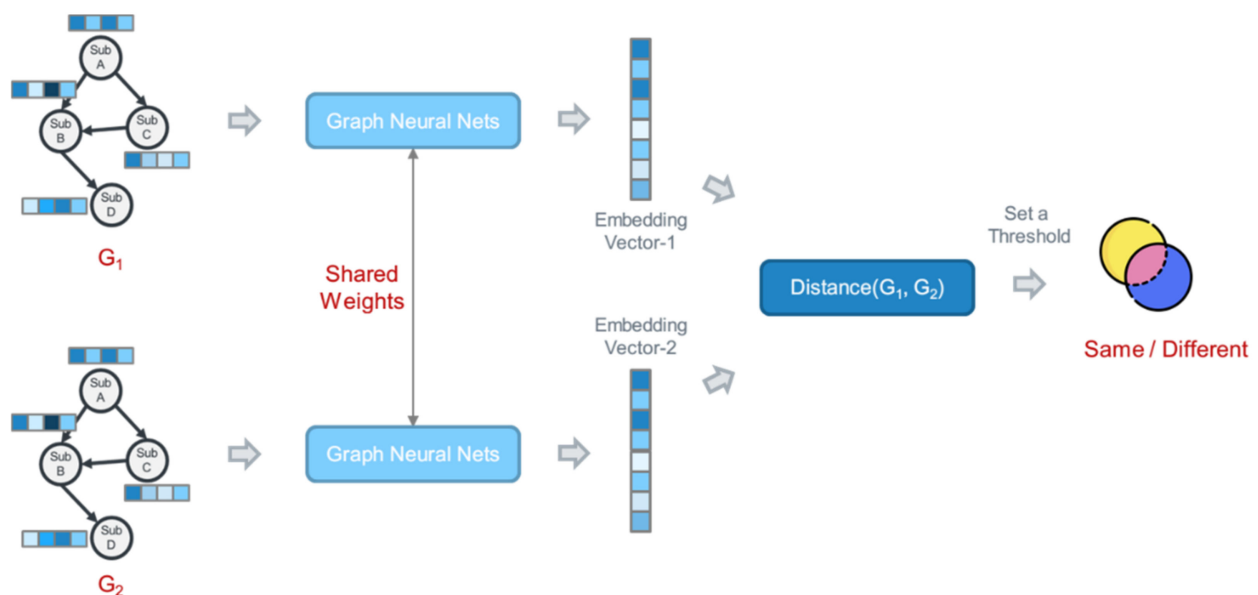 Sub
A
Sub
B
Sub
C
Sub
D
G₁
Graph Neural Nets
Embedding
Vector-1
Shared
Weights
Distance(G₁, G₂)
Set a
Threshold
Same / Different
Embedding
Vector-2
Sub
A
Sub
B
Sub
C
Sub
D
G₂
Graph Neural Nets